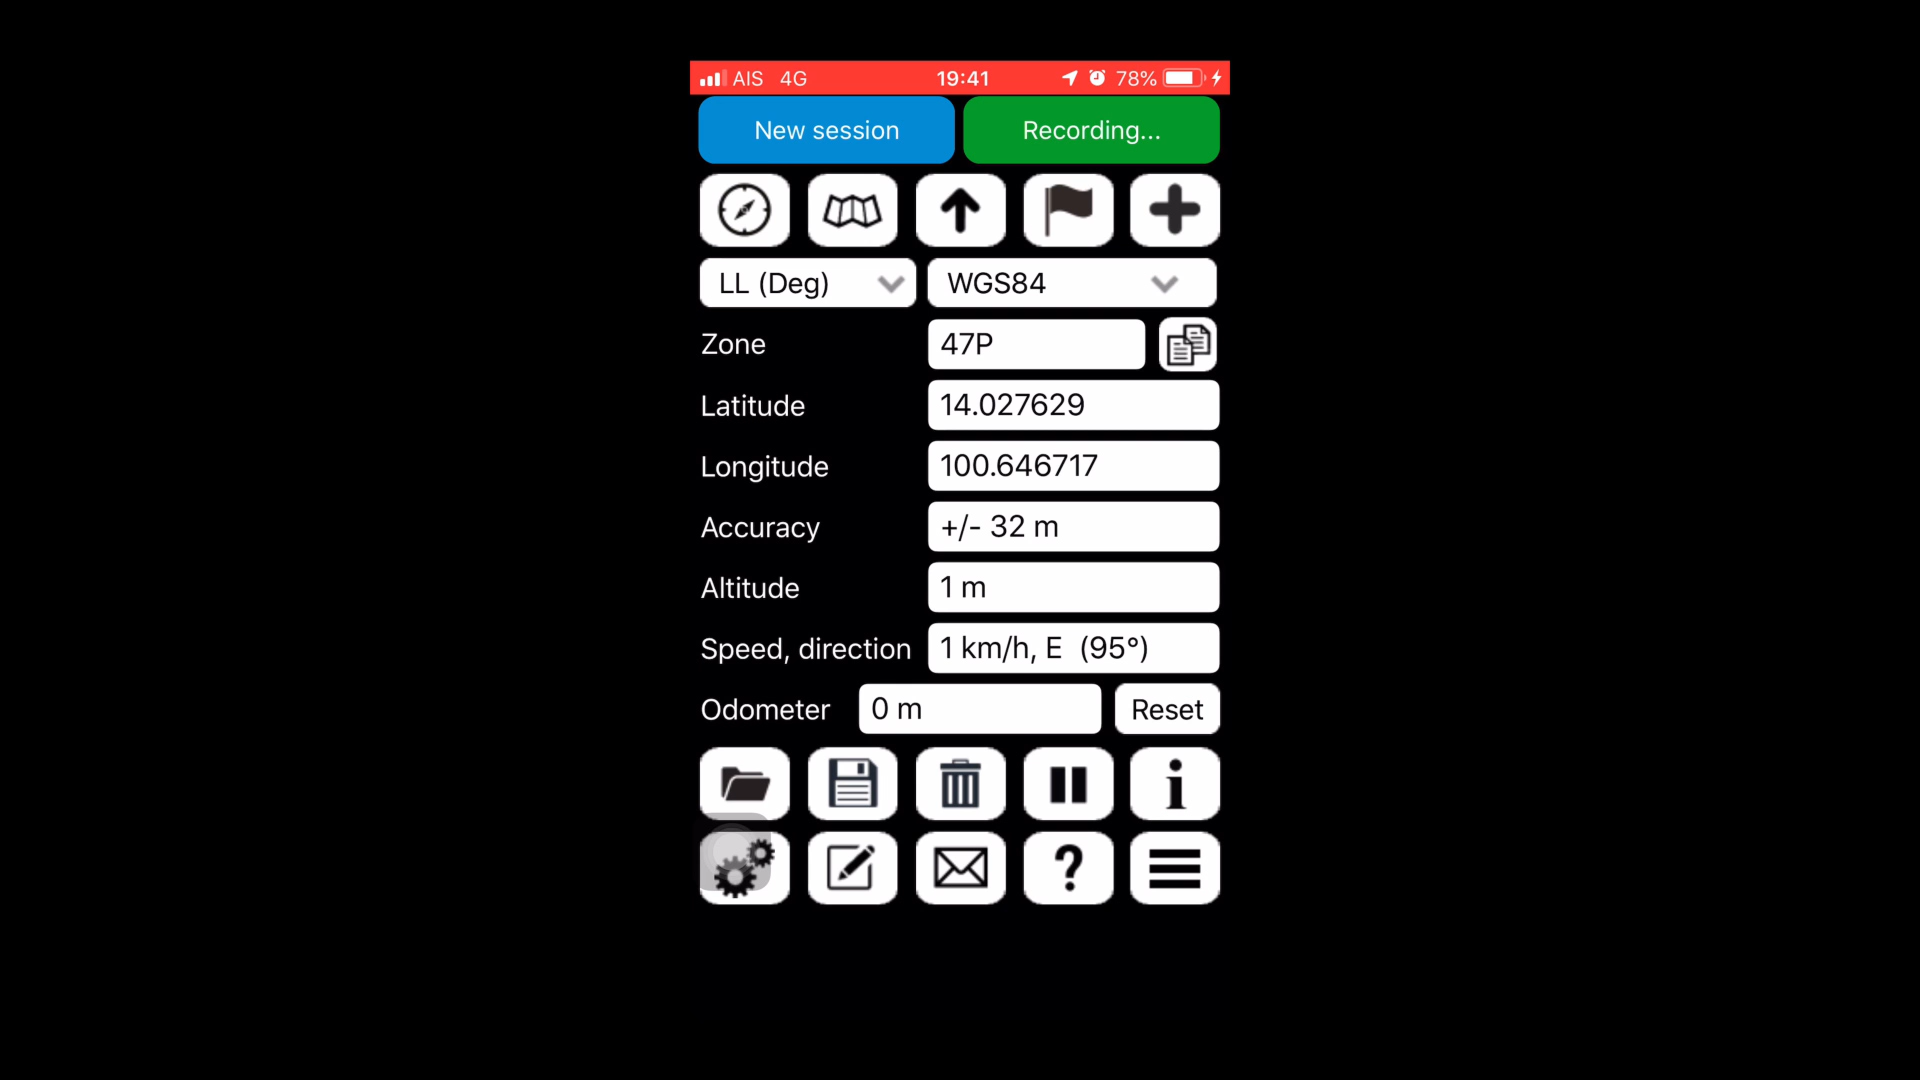 AIS 4G 19:41 78%
New session Recording...
LL (Deg) WGS84
Zone 47P
Latitude 14.027629
Longitude 100.646717
Accuracy +/- 32 m
Altitude 1 m
Speed, direction 1 km/h, E (95°)
Odometer 0 m Reset